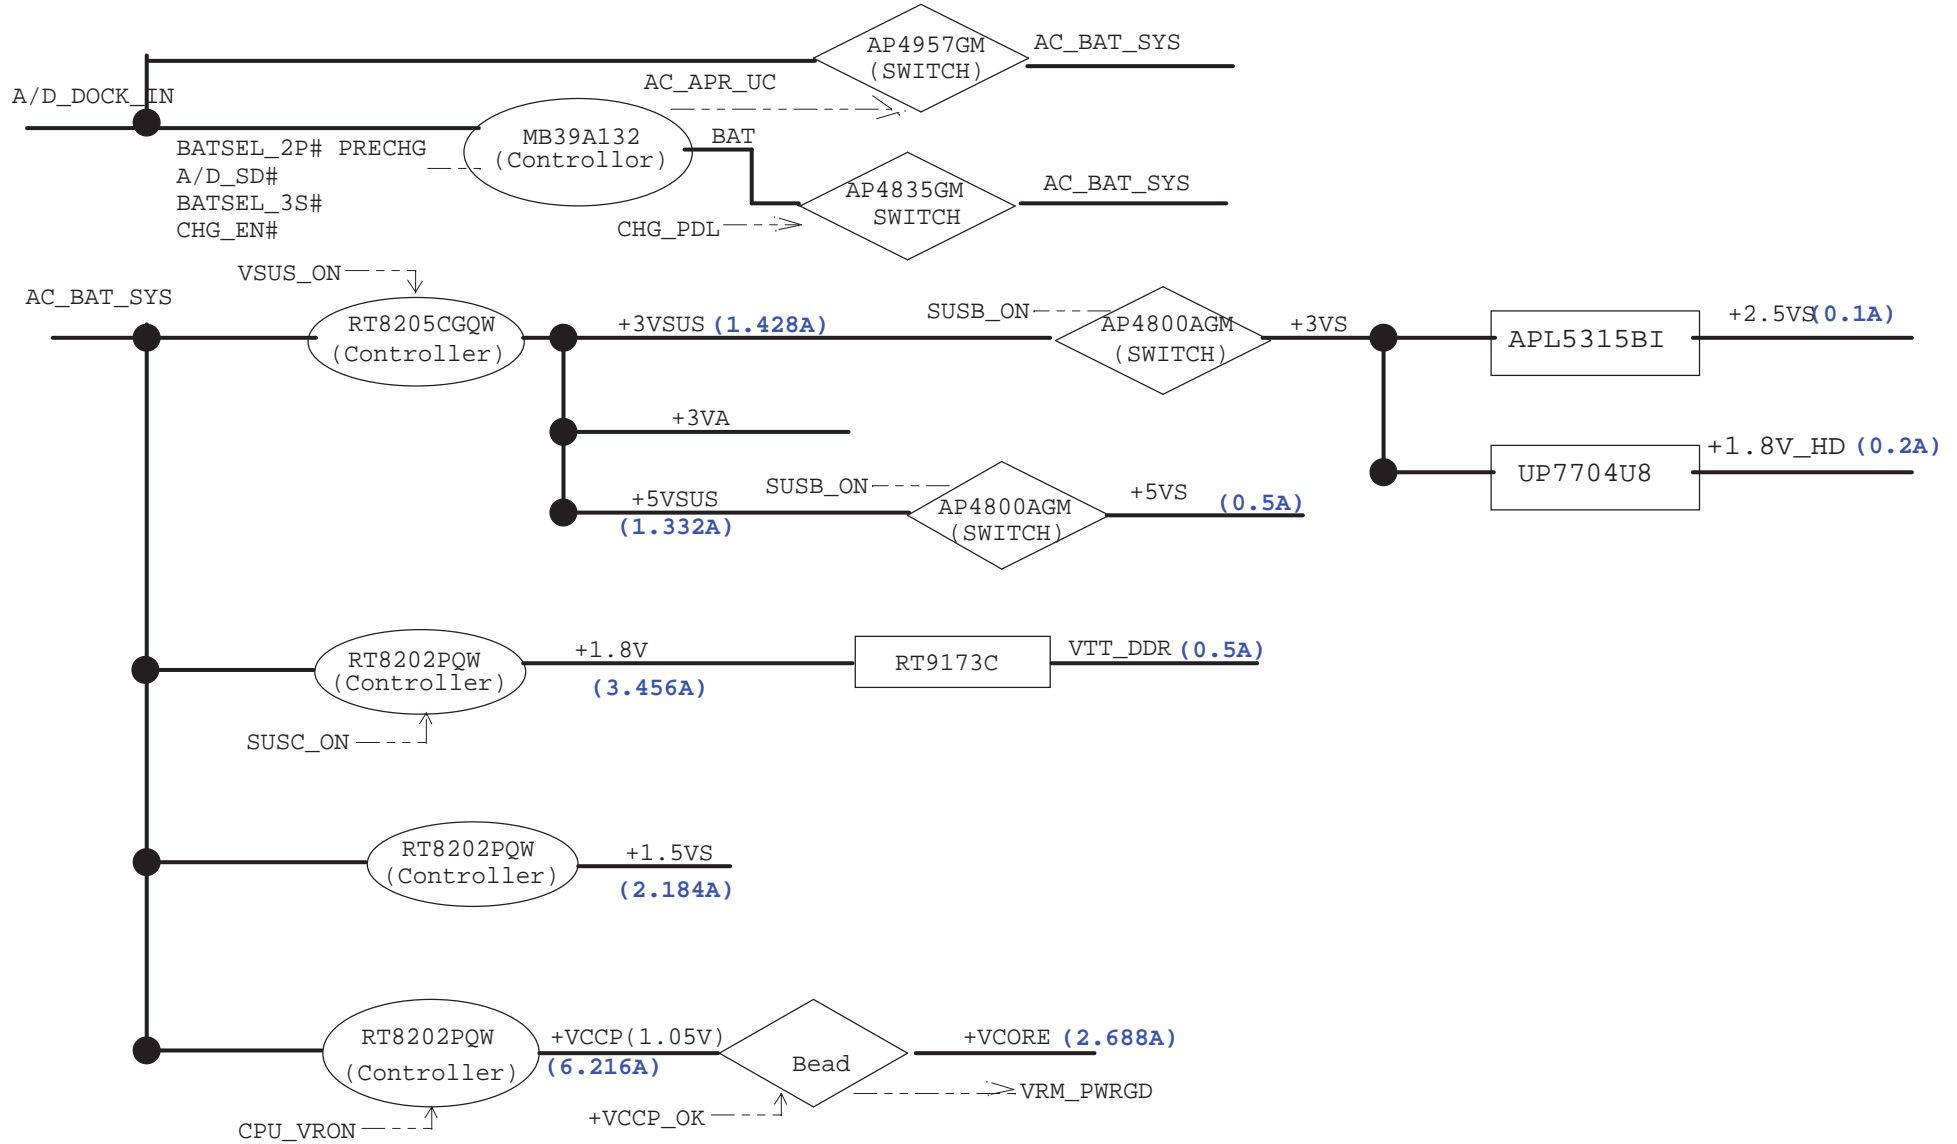 AP4957GM
(SWITCH)
AC_BAT_SYS
A/D_DOCK_IN
AC_APR_UC
MB39A132
(Controllor)
BAT
BATSEL_2P# PRECHG
A/D_SD#
BATSEL_3S#
CHG_EN#
AP4835GM
SWITCH
AC_BAT_SYS
CHG_PDL
VSUS_ON
AC_BAT_SYS
RT8205CGQW
(Controller)
+3VSUS (1.428A)
SUSB_ON
AP4800AGM
(SWITCH)
+3VS
APL5315BI
+2.5VS(0.1A)
+3VA
UP7704U8
+1.8V_HD (0.2A)
+5VSUS
(1.332A)
SUSB_ON
AP4800AGM
(SWITCH)
+5VS
(0.5A)
RT8202PQW
(Controller)
+1.8V
(3.456A)
RT9173C
VTT_DDR (0.5A)
SUSC_ON
RT8202PQW
(Controller)
+1.5VS
(2.184A)
RT8202PQW
(Controller)
+VCCP(1.05V)
(6.216A)
Bead
+VCORE (2.688A)
VRM_PWRGD
+VCCP_OK
CPU_VRON